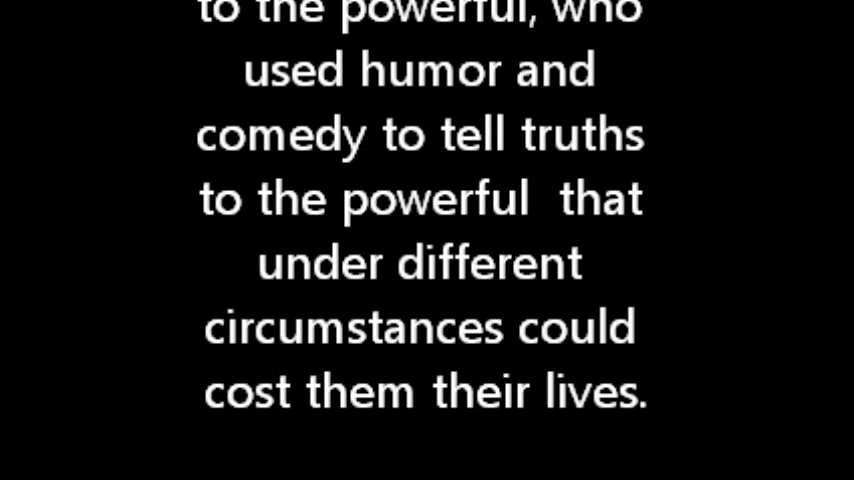 to the powerful, who
used humor and
comedy to tell truths
to the powerful  that
under different
circumstances could
cost them their lives.